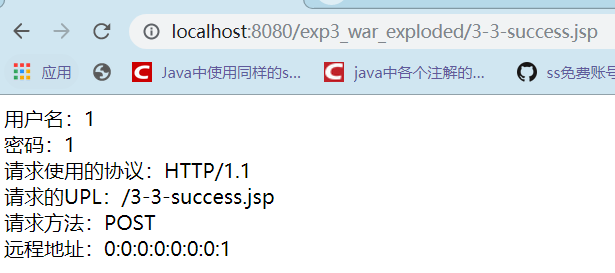 localhost:8080/exp3_war_exploded/3-3-success.jsp
应用 Java中使用同样的s... java中各个注解的... ss免费账号
用户名：1
密码：1
请求使用的协议：HTTP/1.1
请求的UPL：/3-3-success.jsp
请求方法：POST
远程地址：0:0:0:0:0:0:0:1